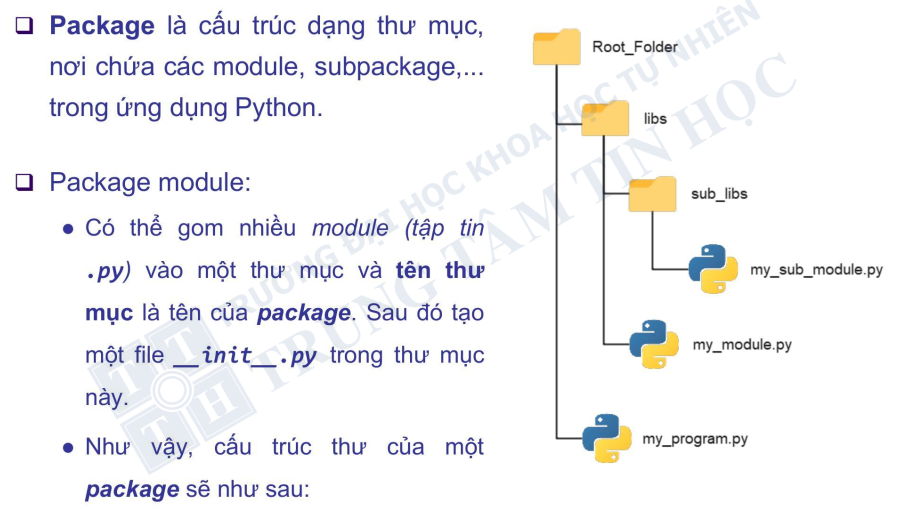 ❑ Package là cấu trúc dạng thư mục,
nơi chứa các module, subpackage,...
trong ứng dụng Python.
❑ Package module:
● Có thể gom nhiều module (tập tin
.py) vào một thư mục và tên thư
mục là tên của package. Sau đó tạo
một file __init__.py trong thư mục
này.
● Như vậy, cấu trúc thư của một
package sẽ như sau:
Root_Folder
libs
sub_libs
my_sub_module.py
my_module.py
my_program.py
TRƯỜNG ĐẠI HỌC KHOA HỌC TỰ NHIÊN
TRUNG TÂM TIN HỌC